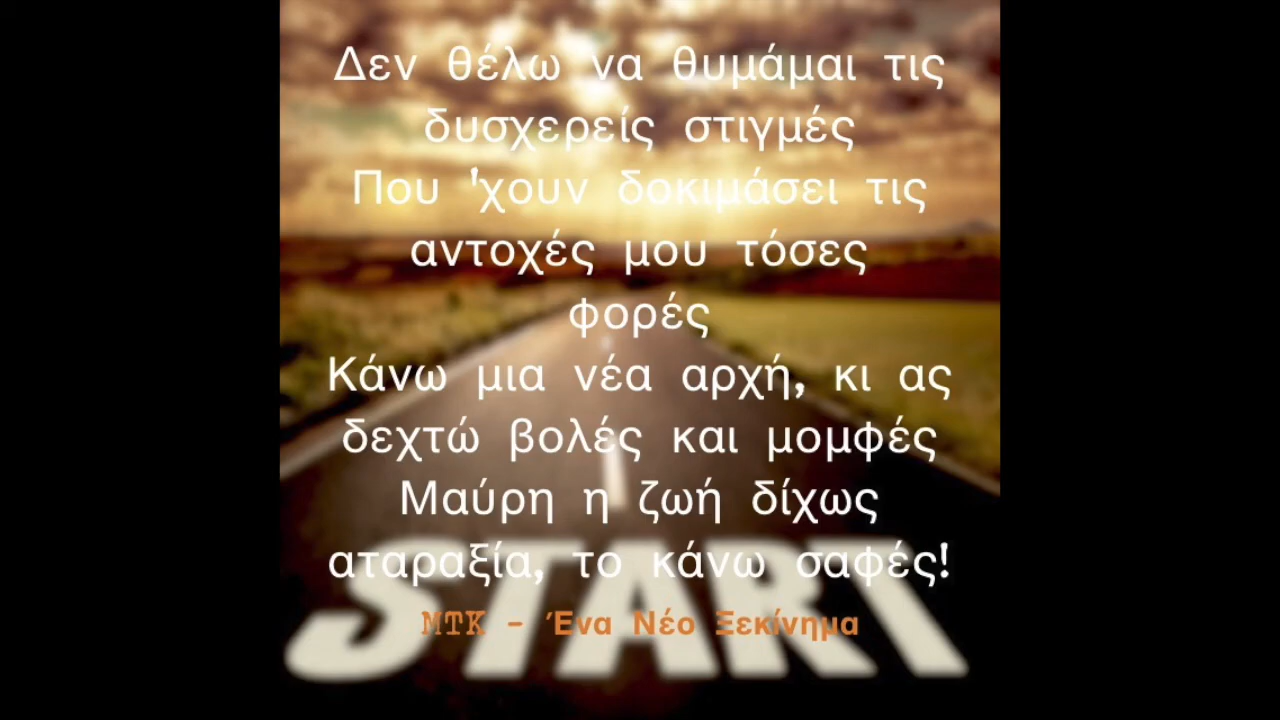 Δεν θέλω να θυμάμαι τις
δυσχερείς στιγμές
Που 'χουν δοκιμάσει τις
αντοχές μου τόσες
φορές
Κάνω μια νέα αρχή, κι ας
δεχτώ βολές και μομφές
Μαύρη η ζωή δίχως
αταραξία, το κάνω σαφές!
ΜΤΚ - Ένα Νέο Ξεκίνημα
START